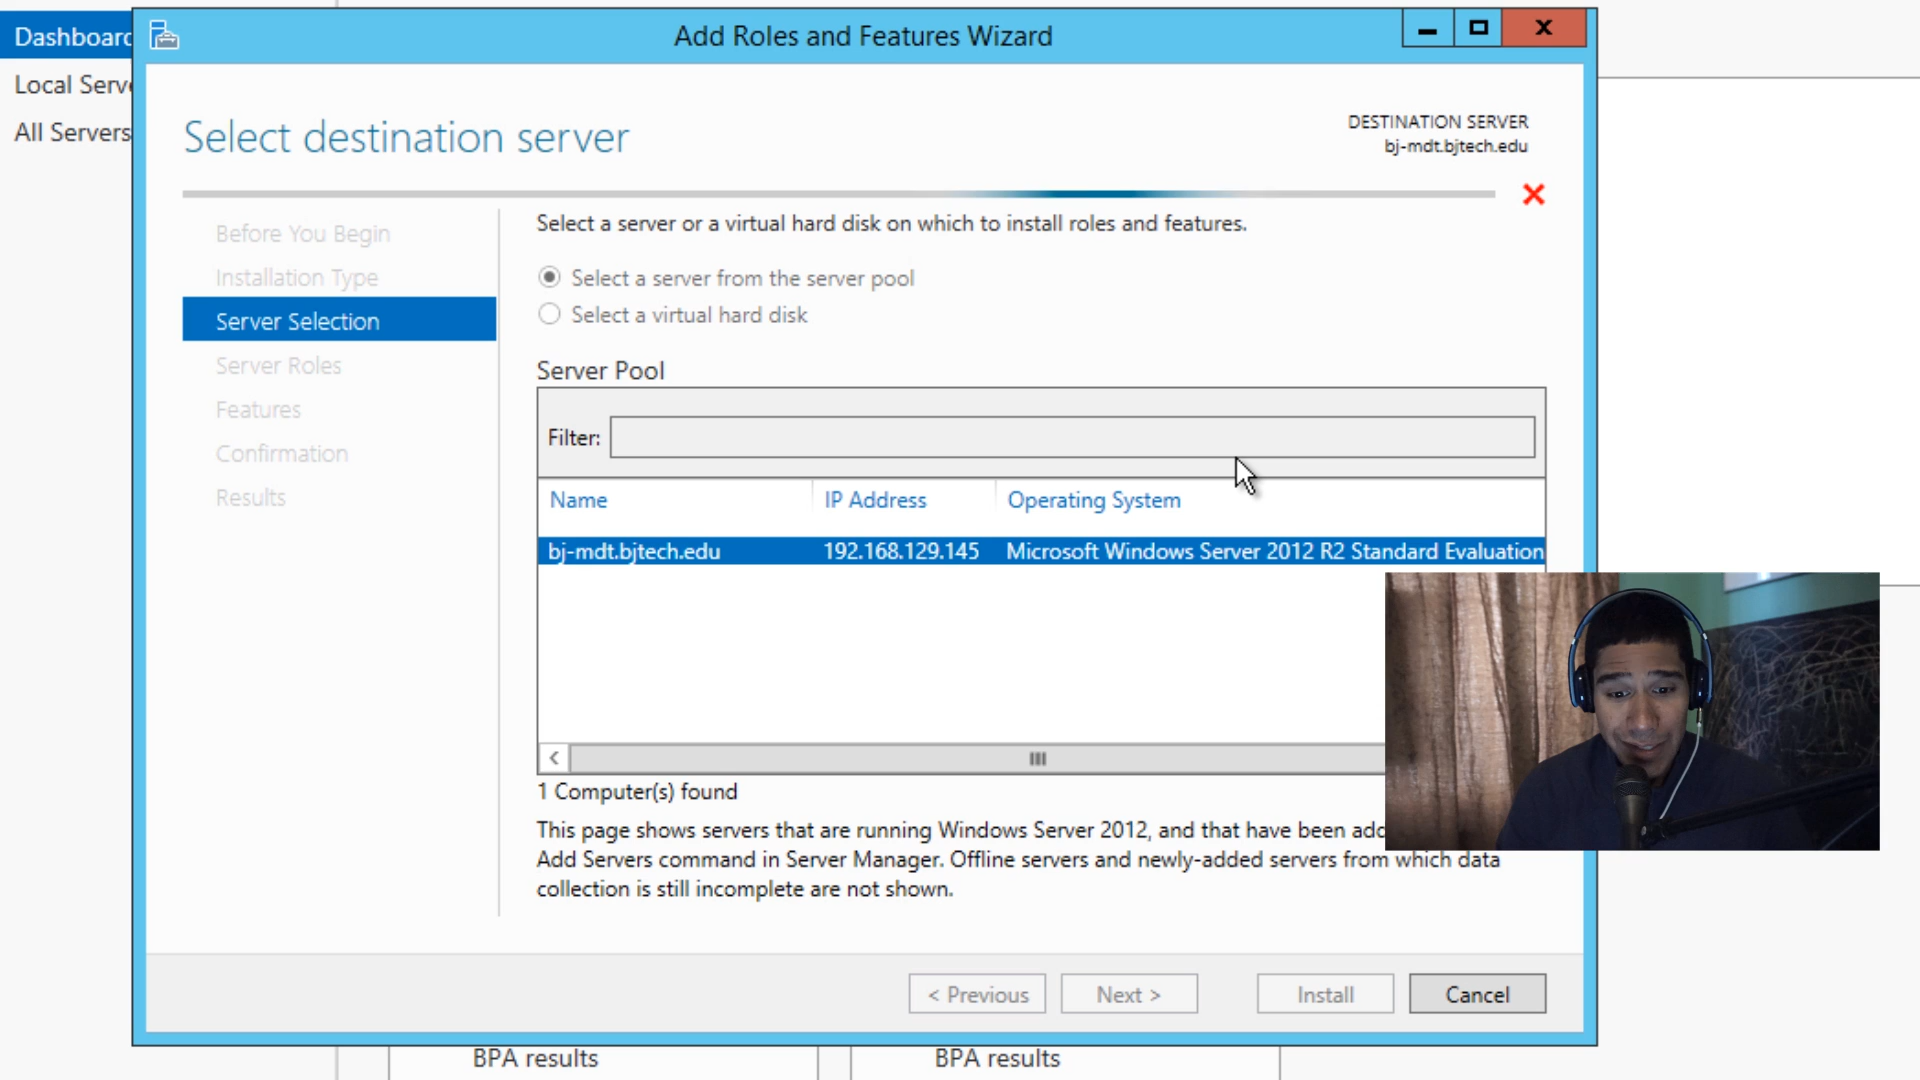 Dashboard
Local Serve
All Servers
Add Roles and Features Wizard
Select destination server
DESTINATION SERVER
bj-mdt.bjtech.edu
Before You Begin
Installation Type
Server Selection
Server Roles
Features
Confirmation
Results
Select a server or a virtual hard disk on which to install roles and features.
Select a server from the server pool
Select a virtual hard disk
Server Pool
Filter:
Name IP Address Operating System
bj-mdt.bjtech.edu 192.168.129.145 Microsoft Windows Server 2012 R2 Standard Evaluation
1 Computer(s) found
This page shows servers that are running Windows Server 2012, and that have been
Add Servers command in Server Manager. Offline servers and newly-added servers from which data
collection is still incomplete are not shown.
< Previous Next > Install Cancel
BPA results BPA results